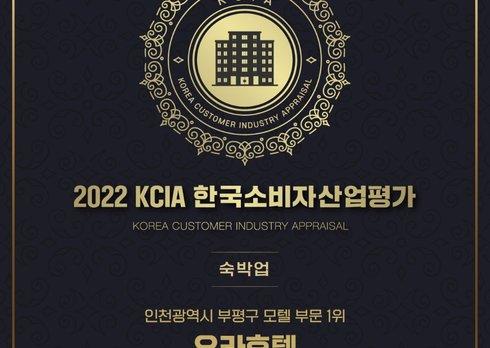 KCIA
KOREA CUSTOMER INDUSTRY APPRAISAL
2022 KCIA 한국소비자산업평가
KOREA CUSTOMER INDUSTRY APPRAISAL
숙박업
인천광역시 부평구 모텔 부문 1위